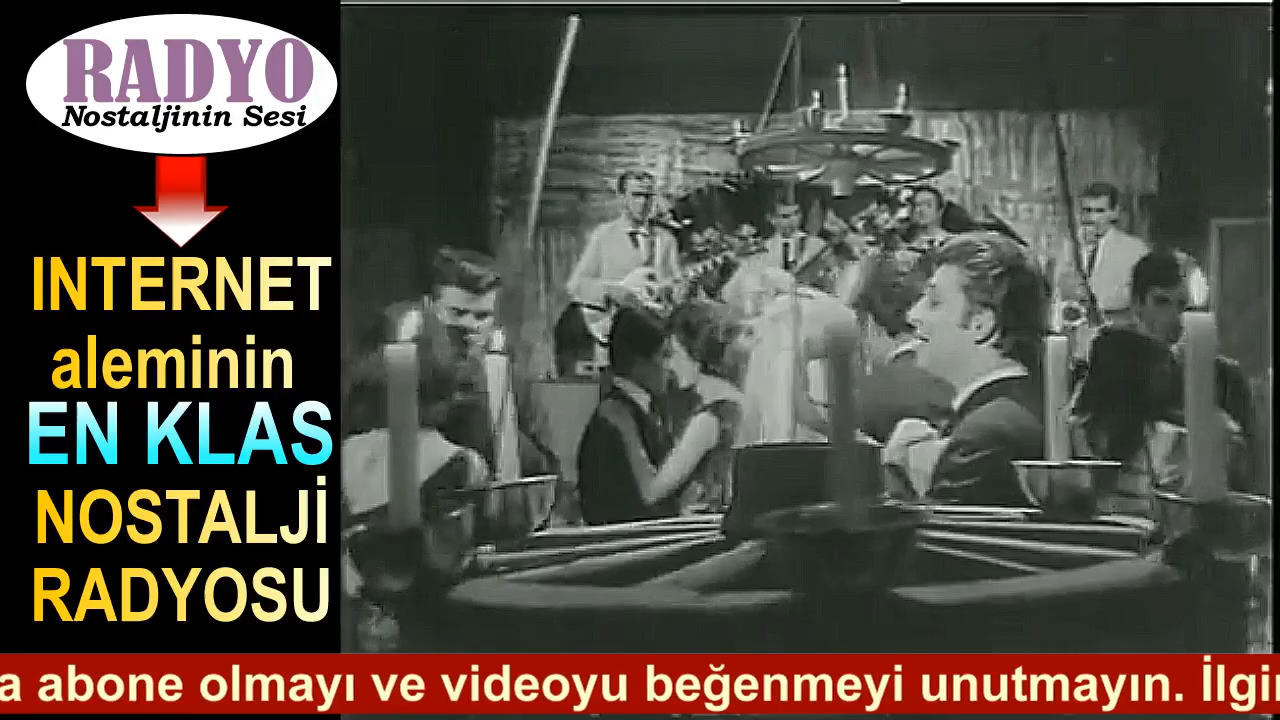 RADYO
Nostaljinin Sesi
INTERNET
aleminin
EN KLAS
NOSTALJİ
RADYOSU
a abone olmayı ve videoyu beğenmeyi unutmayın. İlgi